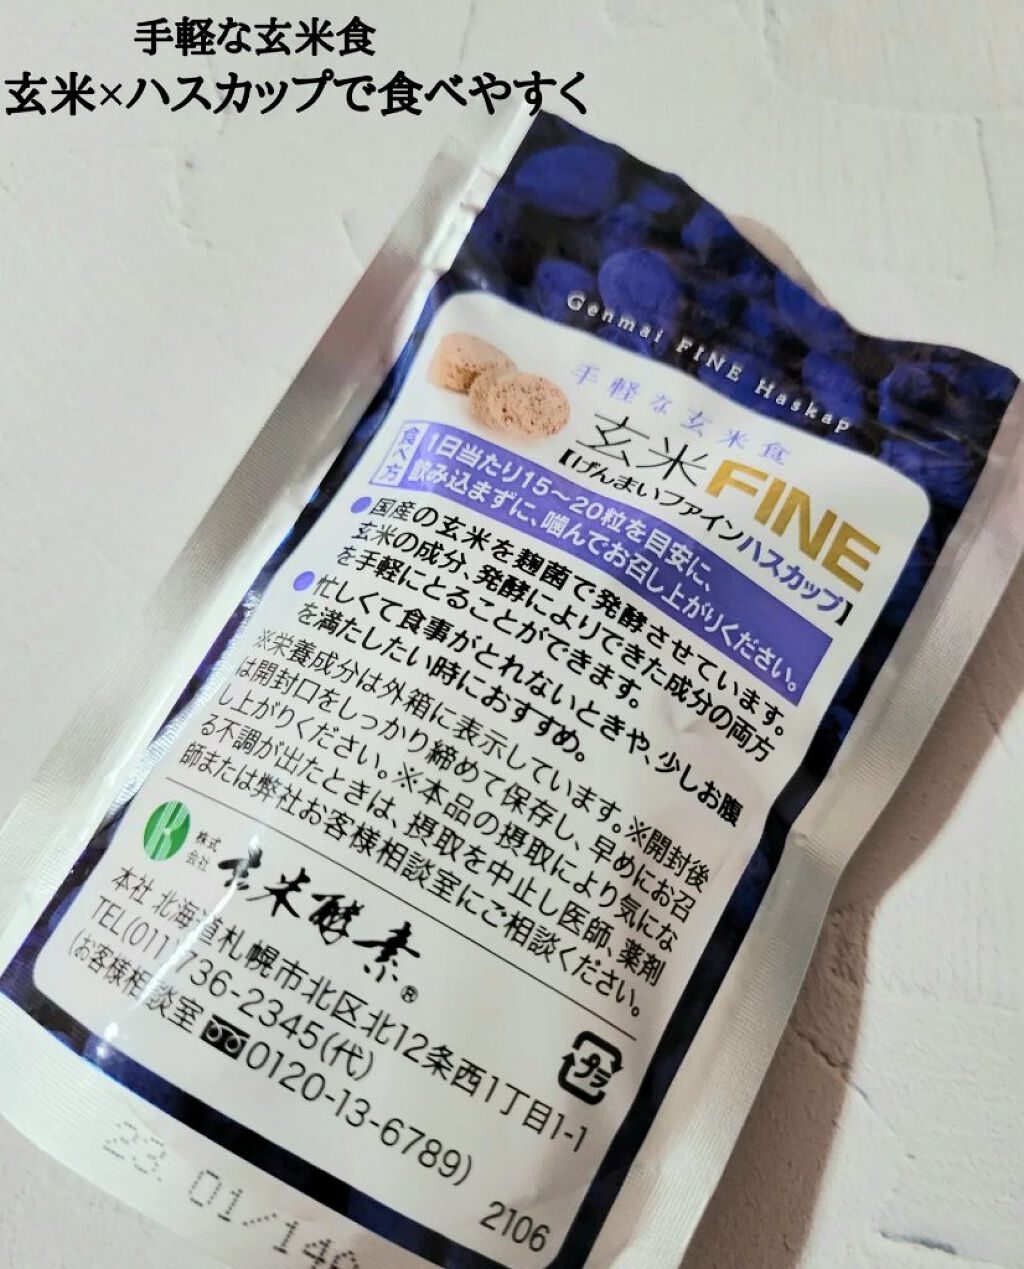 手軽な玄米食
玄米×ハスカップで食べやすく
Genmai FINE Haskap
手軽な玄米食
玄米FINE
【げんまいファインハスカップ】
食べ方
1日当たり15〜20粒を目安に、
飲み込まずに、噛んでお召し上がりください。
●国産の玄米を麹菌で発酵させています。
玄米の成分、発酵によりできた成分の両方
を手軽にとることができます。
●忙しくて食事がとれないときや、少しお腹
を満たしたい時におすすめ。
※栄養成分は外箱に表示しています。※開封後
は開封口をしっかり締めて保存し、早めにお召
し上がりください。※本品の摂取により気にな
る不調が出たときは、摂取を中止し医師、薬剤
師または弊社お客様相談室にご相談ください。
株式
会社
玄米酵素®
本社 北海道札幌市北区北12条西1丁目1-1
TEL(011)736-2345(代)
(お客様相談室 0120-13-6789)
プラ
2106
23.01/14